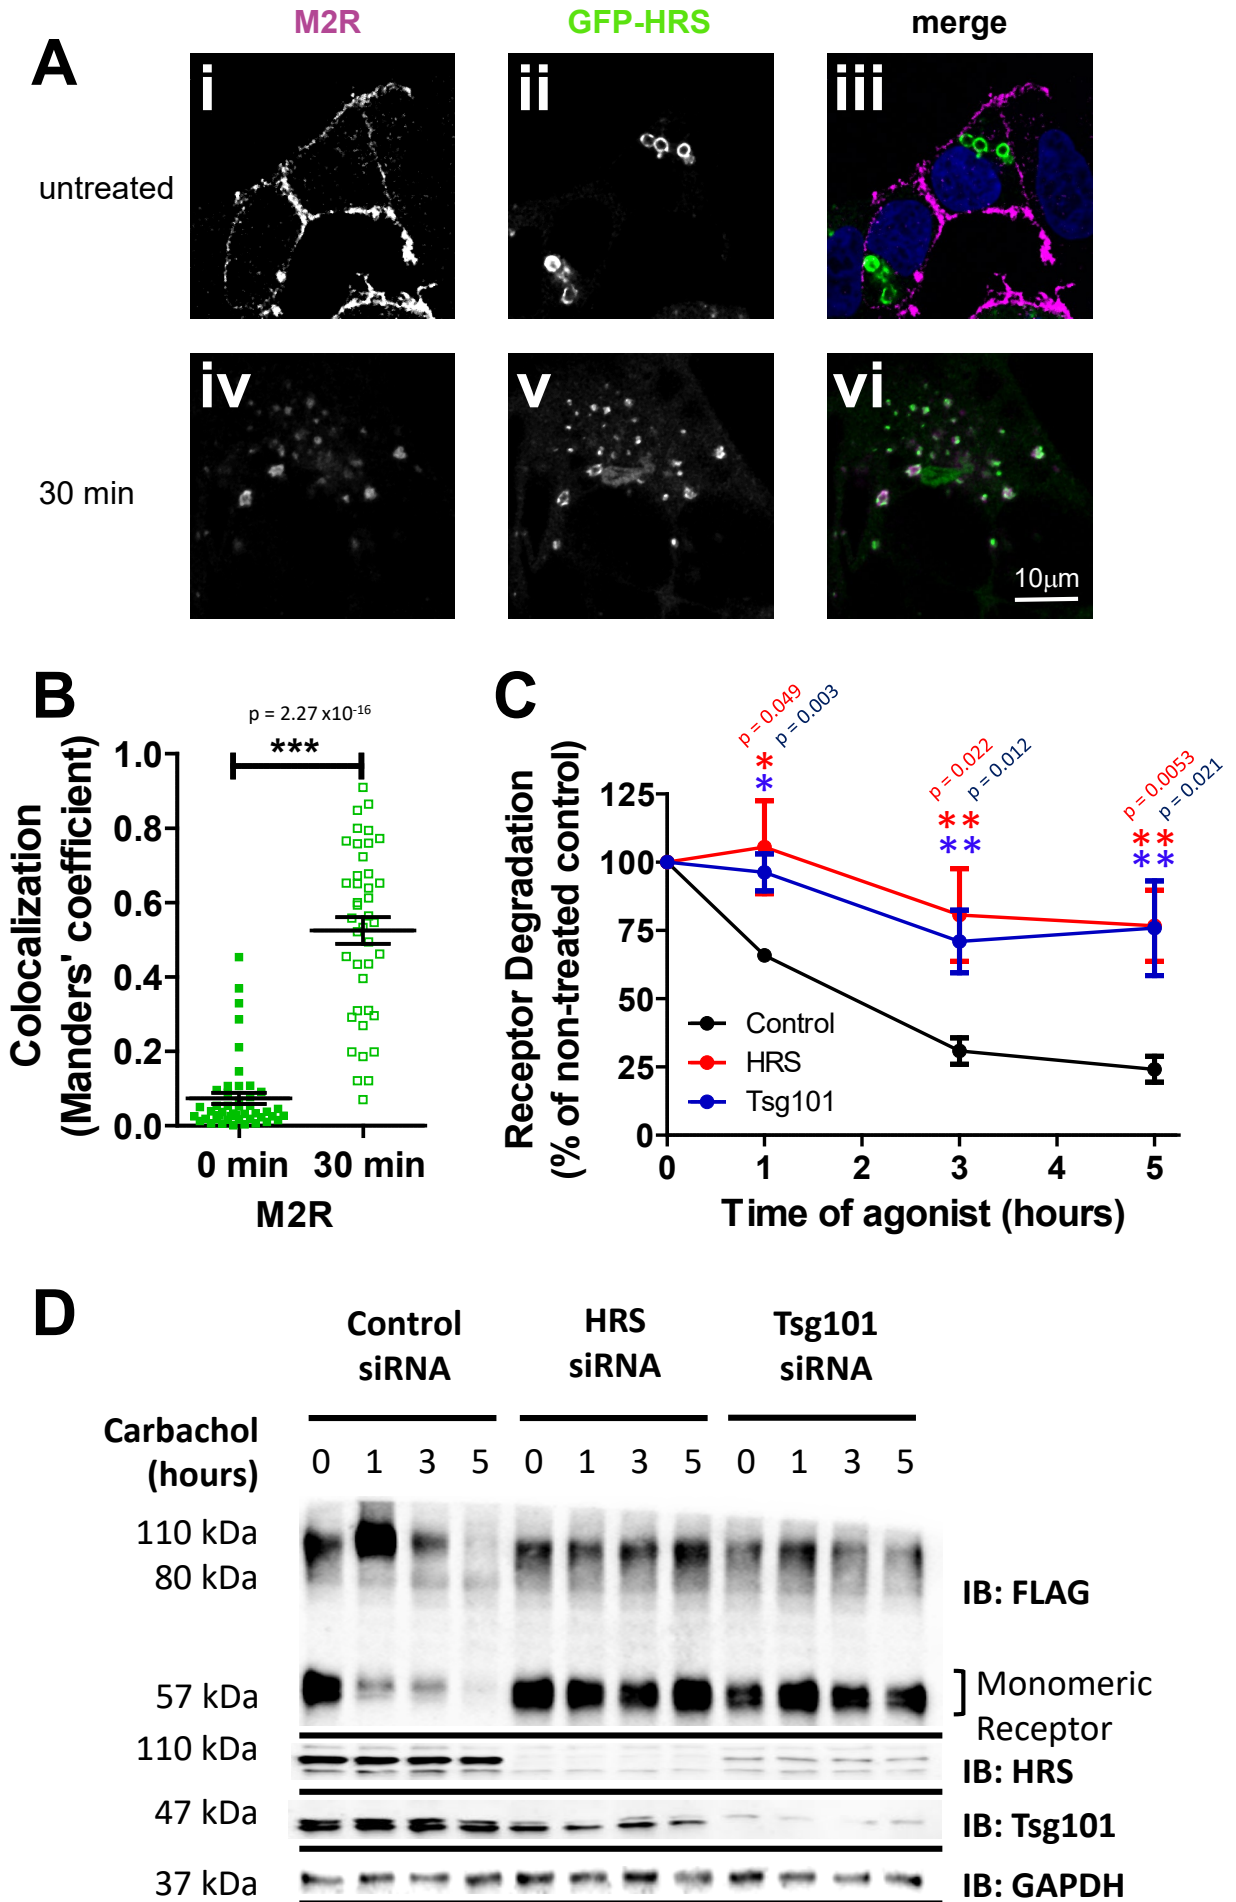 A
M2R
GFP-HRS
merge
untreated
i
ii
iii
30 min
iv
v
vi
10μm
B
p = 2.27 x10-16
***
Colocalization
(Manders' coefficient)
1.0
0.8
0.6
0.4
0.2
0.0
0 min
30 min
M2R
C
p = 0.049
p = 0.003
*
*
p = 0.022
p = 0.012
**
**
p = 0.0053
p = 0.021
**
**
Receptor Degradation
(% of non-treated control)
125
100
75
50
25
0
Control
HRS
Tsg101
0 1 2 3 4 5
Time of agonist (hours)
D
Control
siRNA
HRS
siRNA
Tsg101
siRNA
Carbachol
(hours)
0 1 3 5 0 1 3 5 0 1 3 5
110 kDa
80 kDa
IB: FLAG
57 kDa
Monomeric
Receptor
110 kDa
IB: HRS
47 kDa
IB: Tsg101
37 kDa
IB: GAPDH